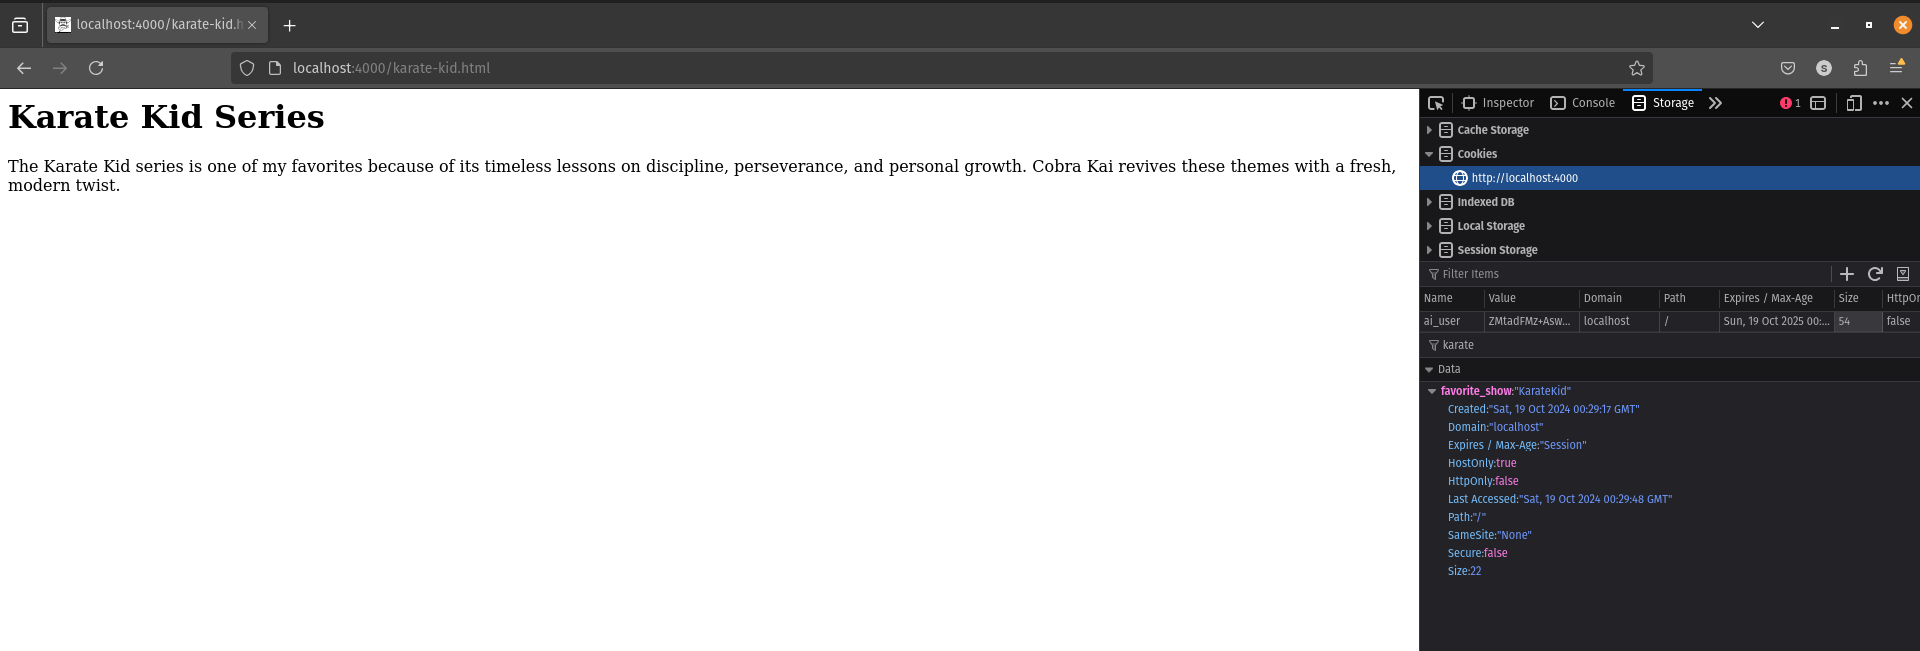 localhost:4000/karate-kid.h
localhost:4000/karate-kid.html
S
Karate Kid Series
The Karate Kid series is one of my favorites because of its timeless lessons on discipline, perseverance, and personal growth. Cobra Kai revives these themes with a fresh,
modern twist.
Inspector Console Storage 1
Cache Storage
Cookies
http://localhost:4000
Indexed DB
Local Storage
Session Storage
Filter Items
Name Value Domain Path Expires / Max-Age Size HttpOn
ai_user ZMtadFMz+Asw... localhost / Sun, 19 Oct 2025 00:... 54 false
karate
Data
favorite_show:"KarateKid"
Created:"Sat, 19 Oct 2024 00:29:17 GMT"
Domain:"localhost"
Expires / Max-Age:"Session"
HostOnly:true
HttpOnly:false
Last Accessed:"Sat, 19 Oct 2024 00:29:48 GMT"
Path:"/"
SameSite:"None"
Secure:false
Size:22